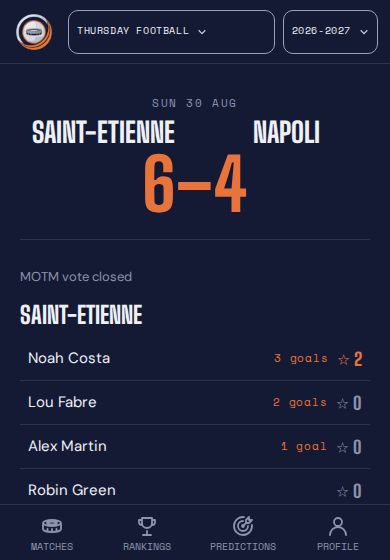 THURSDAY FOOTBALL
2026-2027
SUN 30 AUG
SAINT-ETIENNE NAPOLI
6–4
MOTM vote closed
SAINT-ETIENNE
Noah Costa 3 goals ☆ 2
Lou Fabre 2 goals ☆ 0
Alex Martin 1 goal ☆ 0
Robin Green ☆ 0
MATCHES RANKINGS PREDICTIONS PROFILE